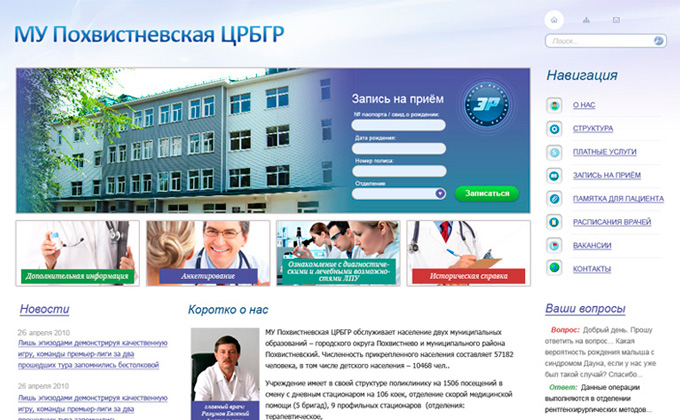 МУ Похвистневская ЦРБГР
Поиск...
Запись на приём
№ паспорта / свид.о рождении:
Дата рождения:
Номер полиса:
Отделение
Записаться
ЗР
Навигация
О НАС
СТРУКТУРА
ПЛАТНЫЕ УСЛУГИ
ЗАПИСЬ НА ПРИЁМ
ПАМЯТКА ДЛЯ ПАЦИЕНТА
РАСПИСАНИЯ ВРАЧЕЙ
ВАКАНСИИ
КОНТАКТЫ
Дополнительная информация
Анкетирование
Ознакомление с диагностиче-
скими и лечебными возможно-
стями ЛПУ
Историческая справка
Новости
26 апреля 2010
Лишь эпизодами демонстрируя качественную
игру, команды премьер-лиги за два
прошедших тура запомнились бестолковой
26 апреля 2010
Лишь эпизодами демонстрируя качественную
игру, команды премьер-лиги за два
Коротко о нас
главный врач:
Разумов Евгений
МУ Похвистневская ЦРБГР обслуживает население двух муниципальных
образований – городского округа Похвистнево и муниципального района
Похвистневский. Численность прикрепленного населения составляет 57182
человека, в том числе детского населения – 10468 чел..
Учреждение имеет в своей структуре поликлинику на 1506 посещений в
смену с дневным стационаром на 106 коек, отделение скорой медицинской
помощи (5 бригад), 9 профильных стационаров (отделения:
терапевтическое,
Ваши вопросы
Вопрос: Добрый день. Прошу
ответить на вопрос... Какая
вероятность рождения малыша с
синдромом Дауна, если у нас уже
был такой случай? Спасибо...
Ответ: Данные операции
выполняются в отделении
рентгенохирургических методов...